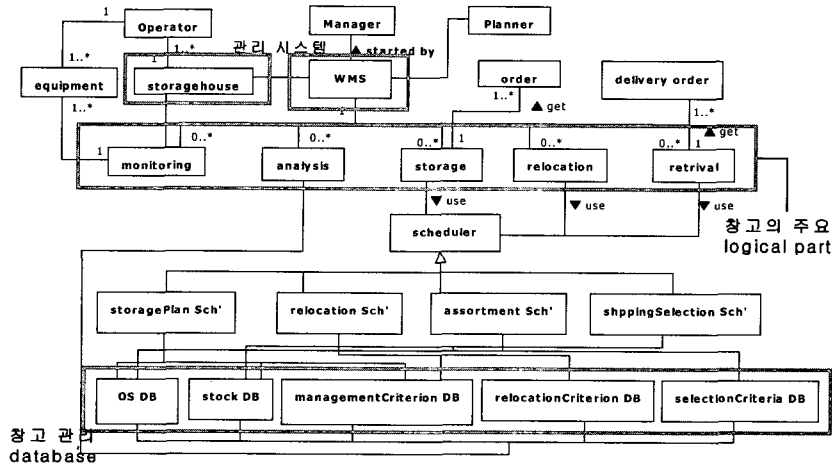 Operator
Manager
Planner
1
1..*
관리 시스템
▲ started by
1..*
1
equipment
storagehouse
WMS
order
delivery order
1..*
1
1..*
▲ get
1..*
▲ get
1
0..*
0..*
0..*
1
0..*
0..*
1
monitoring
analysis
storage
relocation
retrival
▼ use
▼ use
▼ use
scheduler
창고의 주요
logical part
storagePlan Sch'
relocation Sch'
assortment Sch'
shppingSelection Sch'
OS DB
stock DB
managementCriterion DB
relocationCriterion DB
selectionCriteria DB
창고 관리
database